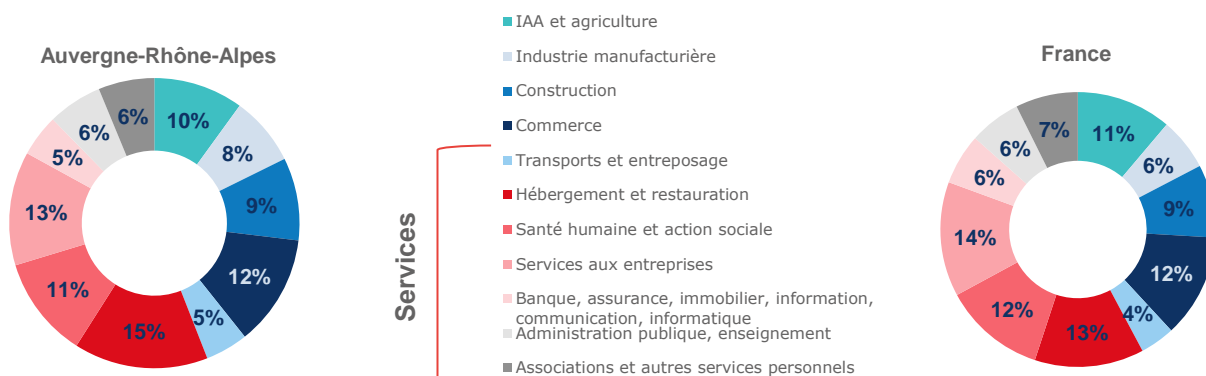 Auvergne-Rhône-Alpes
10%
8%
9%
12%
5%
15%
11%
13%
5%
6%
6%
Services
IAA et agriculture
Industrie manufacturière
Construction
Commerce
Transports et entreposage
Hébergement et restauration
Santé humaine et action sociale
Services aux entreprises
Banque, assurance, immobilier, information,
communication, informatique
Administration publique, enseignement
Associations et autres services personnels
France
11%
6%
9%
12%
4%
13%
12%
14%
6%
6%
7%